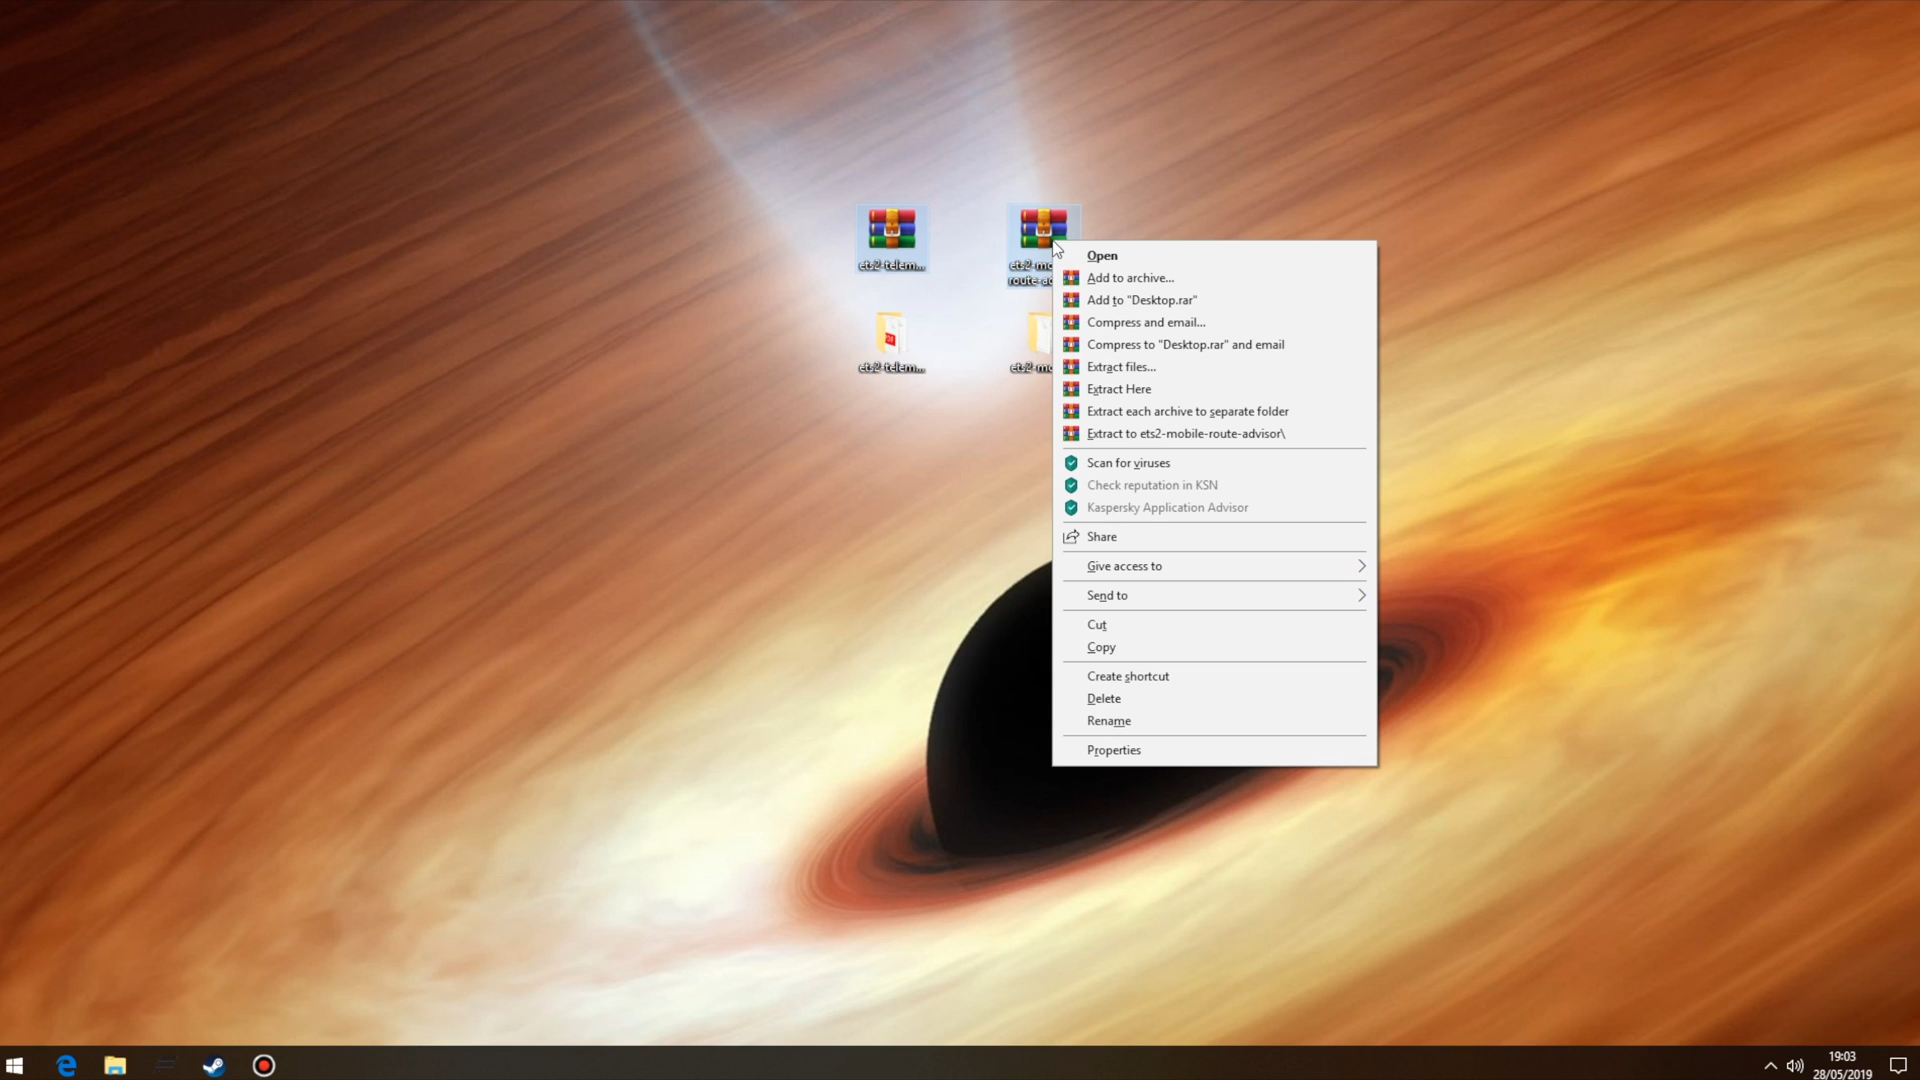 ets2-telem...
ets2-mo
route-ad
ets2-telem...
ets2-mo
Open
Add to archive...
Add to "Desktop.rar"
Compress and email...
Compress to "Desktop.rar" and email
Extract files...
Extract Here
Extract each archive to separate folder
Extract to ets2-mobile-route-advisor\
Scan for viruses
Check reputation in KSN
Kaspersky Application Advisor
Share
Give access to
Send to
Cut
Copy
Create shortcut
Delete
Rename
Properties
19:03
28/05/2019